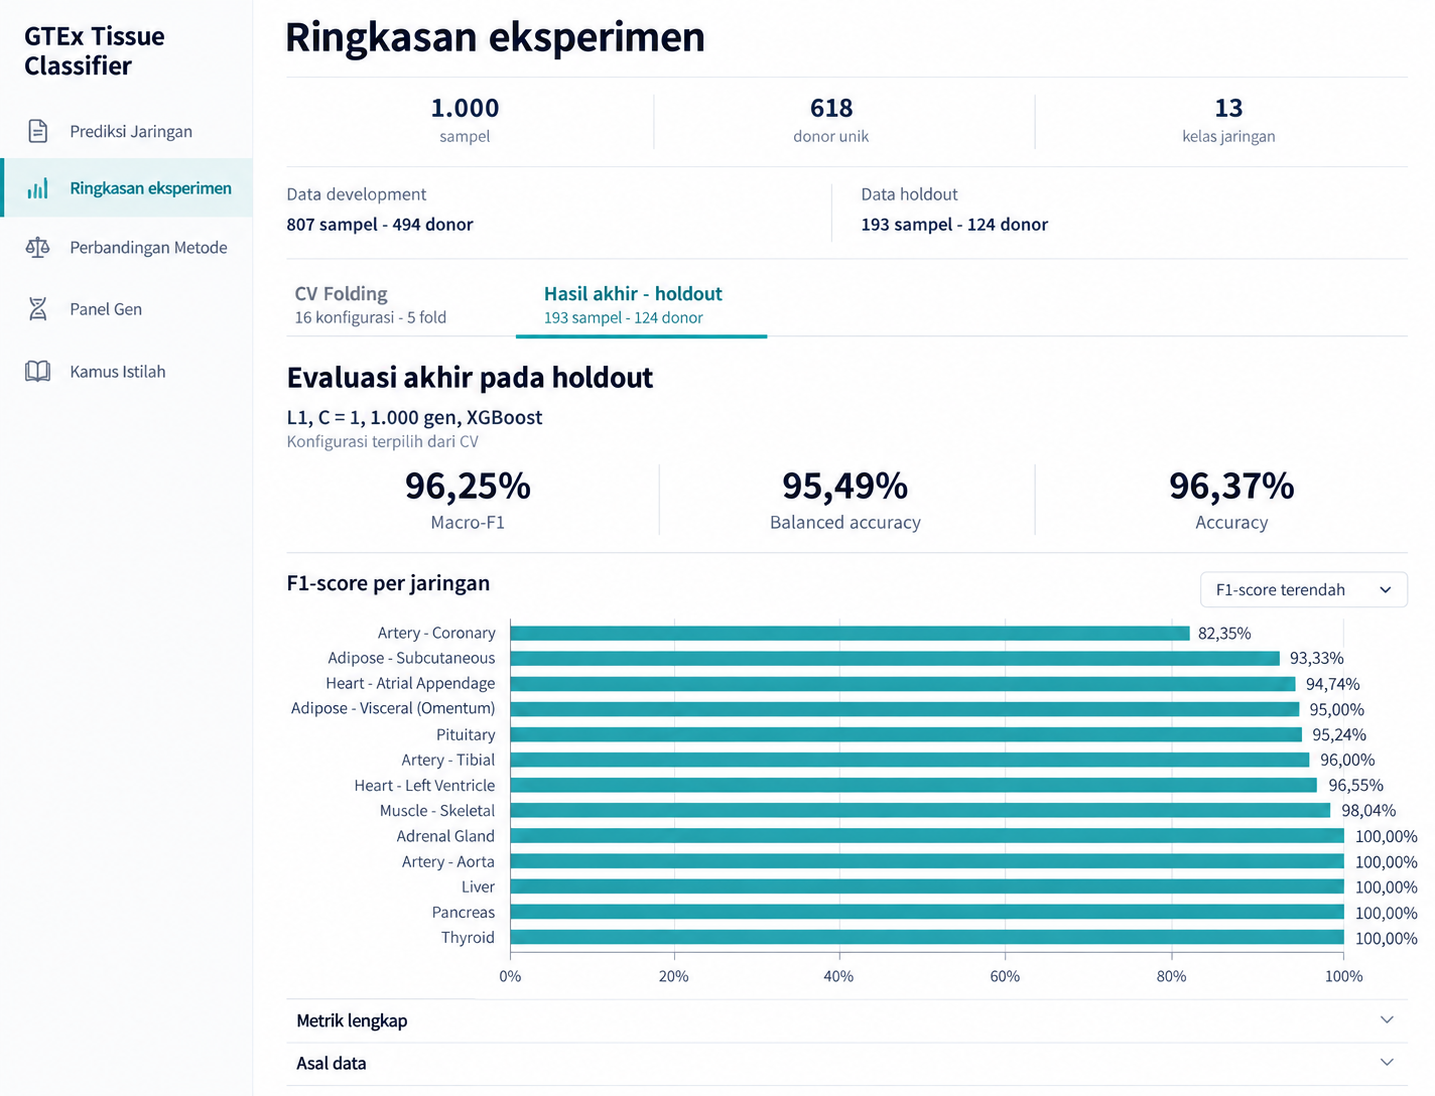 GTEx Tissue
Classifier
Prediksi Jaringan
Ringkasan eksperimen
Perbandingan Metode
Panel Gen
Kamus Istilah
Ringkasan eksperimen
1.000
sampel
618
donor unik
13
kelas jaringan
Data development
807 sampel - 494 donor
Data holdout
193 sampel - 124 donor
CV Folding
16 konfigurasi - 5 fold
Hasil akhir - holdout
193 sampel - 124 donor
Evaluasi akhir pada holdout
L1, C = 1, 1.000 gen, XGBoost
Konfigurasi terpilih dari CV
96,25%
Macro-F1
95,49%
Balanced accuracy
96,37%
Accuracy
F1-score per jaringan
F1-score terendah
Artery - Coronary 82,35%
Adipose - Subcutaneous 93,33%
Heart - Atrial Appendage 94,74%
Adipose - Visceral (Omentum) 95,00%
Pituitary 95,24%
Artery - Tibial 96,00%
Heart - Left Ventricle 96,55%
Muscle - Skeletal 98,04%
Adrenal Gland 100,00%
Artery - Aorta 100,00%
Liver 100,00%
Pancreas 100,00%
Thyroid 100,00%
0% 20% 40% 60% 80% 100%
Metrik lengkap
Asal data